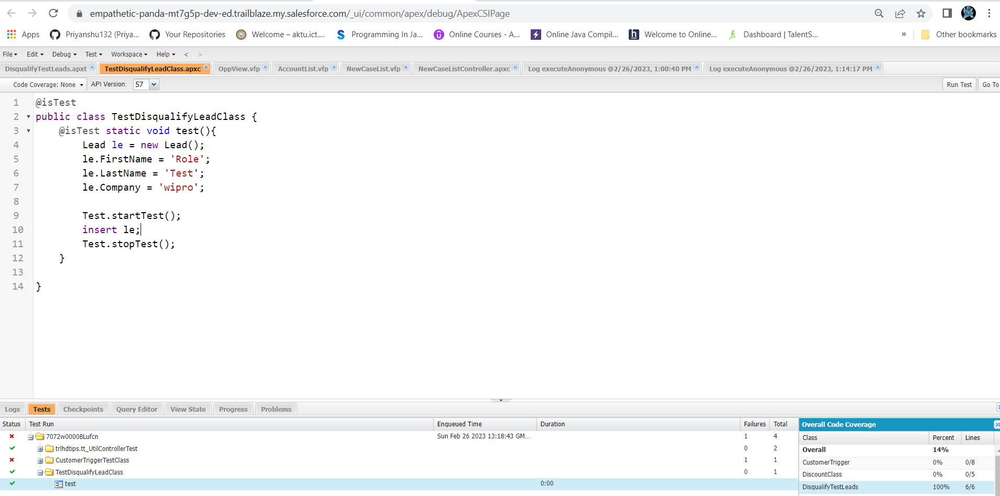 empathetic-panda-mt7g5p-dev-ed.trailblaze.my.salesforce.com/_ui/common/apex/debug/ApexCSIPage
Apps Priyanshu132 (Priya... Your Repositories Welcome – aktu.ict.... Programming In Ja... Online Courses - A... Online Java Compil... Welcome to Online... Dashboard | TalentS... » Other bookmarks
File Edit Debug Test Workspace Help < >
DisqualifyTestLeads.apxt TestDisqualifyLeadClass.apxc OppView.vfp AccountList.vfp NewCaseList.vfp NewCaseListController.apxc Log executeAnonymous @2/26/2023, 1:00:40 PM Log executeAnonymous @2/26/2023, 1:14:17 PM
Code Coverage: None API Version: 57 Run Test Go To
1 @isTest
2 public class TestDisqualifyLeadClass {
3 @isTest static void test(){
4 Lead le = new Lead();
5 le.FirstName = 'Role';
6 le.LastName = 'Test';
7 le.Company = 'wipro';
8
9 Test.startTest();
10 insert le;
11 Test.stopTest();
12 }
13
14 }
Logs Tests Checkpoints Query Editor View State Progress Problems
Status Test Run Enqueued Time Duration Failures Total Overall Code Coverage
7072w00008Lufcn Sun Feb 26 2023 13:18:43 GM... 1 4 Class Percent Lines
trlhdtips.tt_UtilControllerTest 0 2 Overall 14%
CustomerTriggerTestClass 1 1 CustomerTrigger 0% 0/8
TestDisqualifyLeadClass 0 1 DiscountClass 0% 0/5
test 0:00 DisqualifyTestLeads 100% 6/6